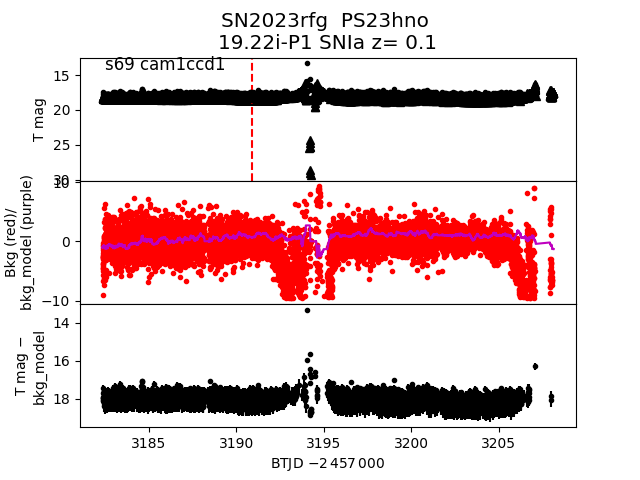 SN2023rfg PS23hno
19.22i-P1 SNIa z= 0.1
s69 cam1ccd1
15
20
25
30
T mag
10
0
−10
Bkg (red)/
bkg_model (purple)
14
16
18
T mag −
bkg_model
3185 3190 3195 3200 3205
BTJD −2 457 000